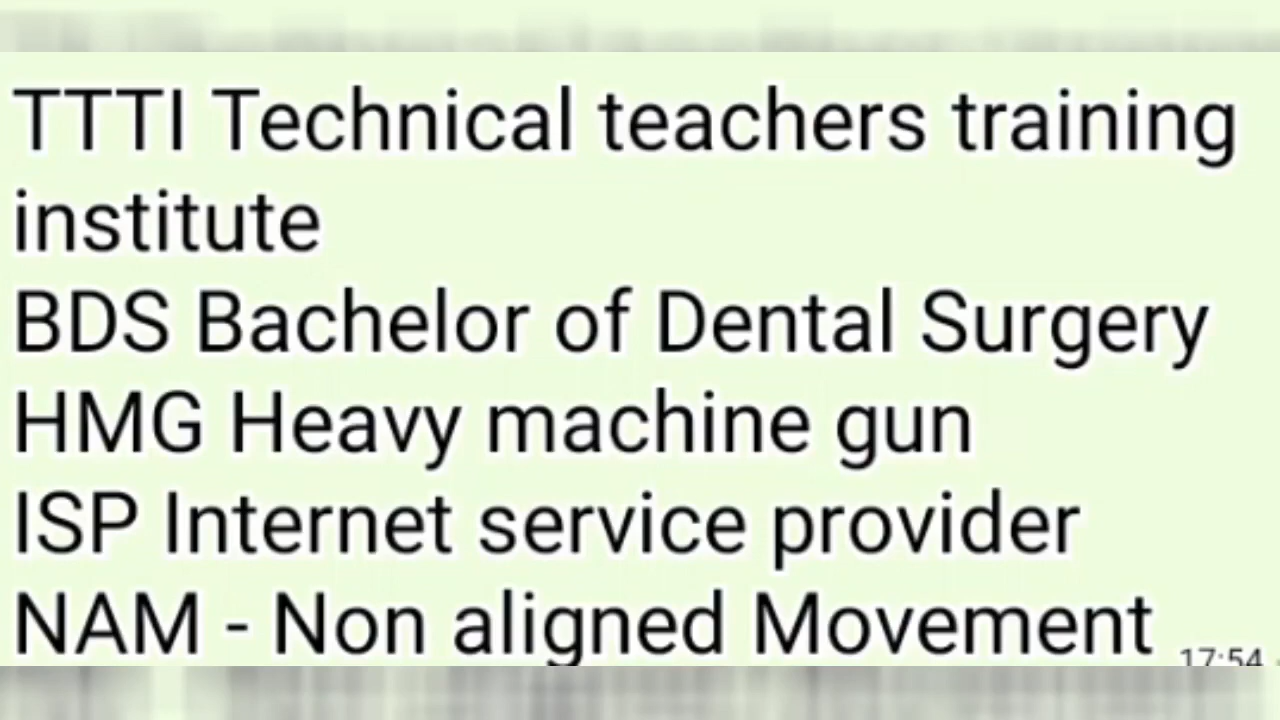 TTTI Technical teachers training
institute
BDS Bachelor of Dental Surgery
HMG Heavy machine gun
ISP Internet service provider
NAM - Non aligned Movement
17:54